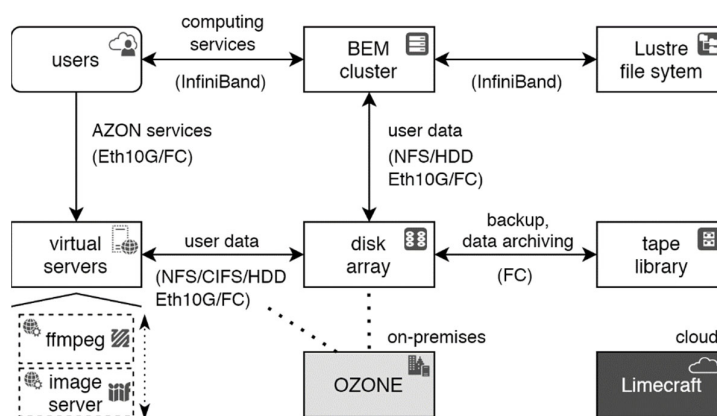 computing
services
users
(InfiniBand)
BEM
cluster
(InfiniBand)
Lustre
file sytem
AZON services
(Eth10G/FC)
user data
(NFS/HDD
Eth10G/FC)
virtual
servers
user data
(NFS/CIFS/HDD
Eth10G/FC)
disk
array
backup,
data archiving
(FC)
tape
library
ffmpeg
image
server
iiif
on-premises
OZONE
cloud
Limecraft